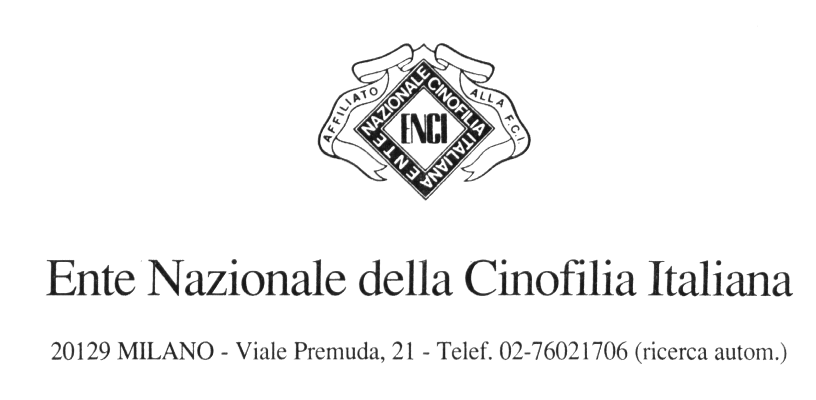 AFFILIATO ALLA F.C.I.
ENTE NAZIONALE CINOFILIA ITALIANA
ENCI
Ente Nazionale della Cinofilia Italiana
20129 MILANO - Viale Premuda, 21 - Telef. 02-76021706 (ricerca autom.)